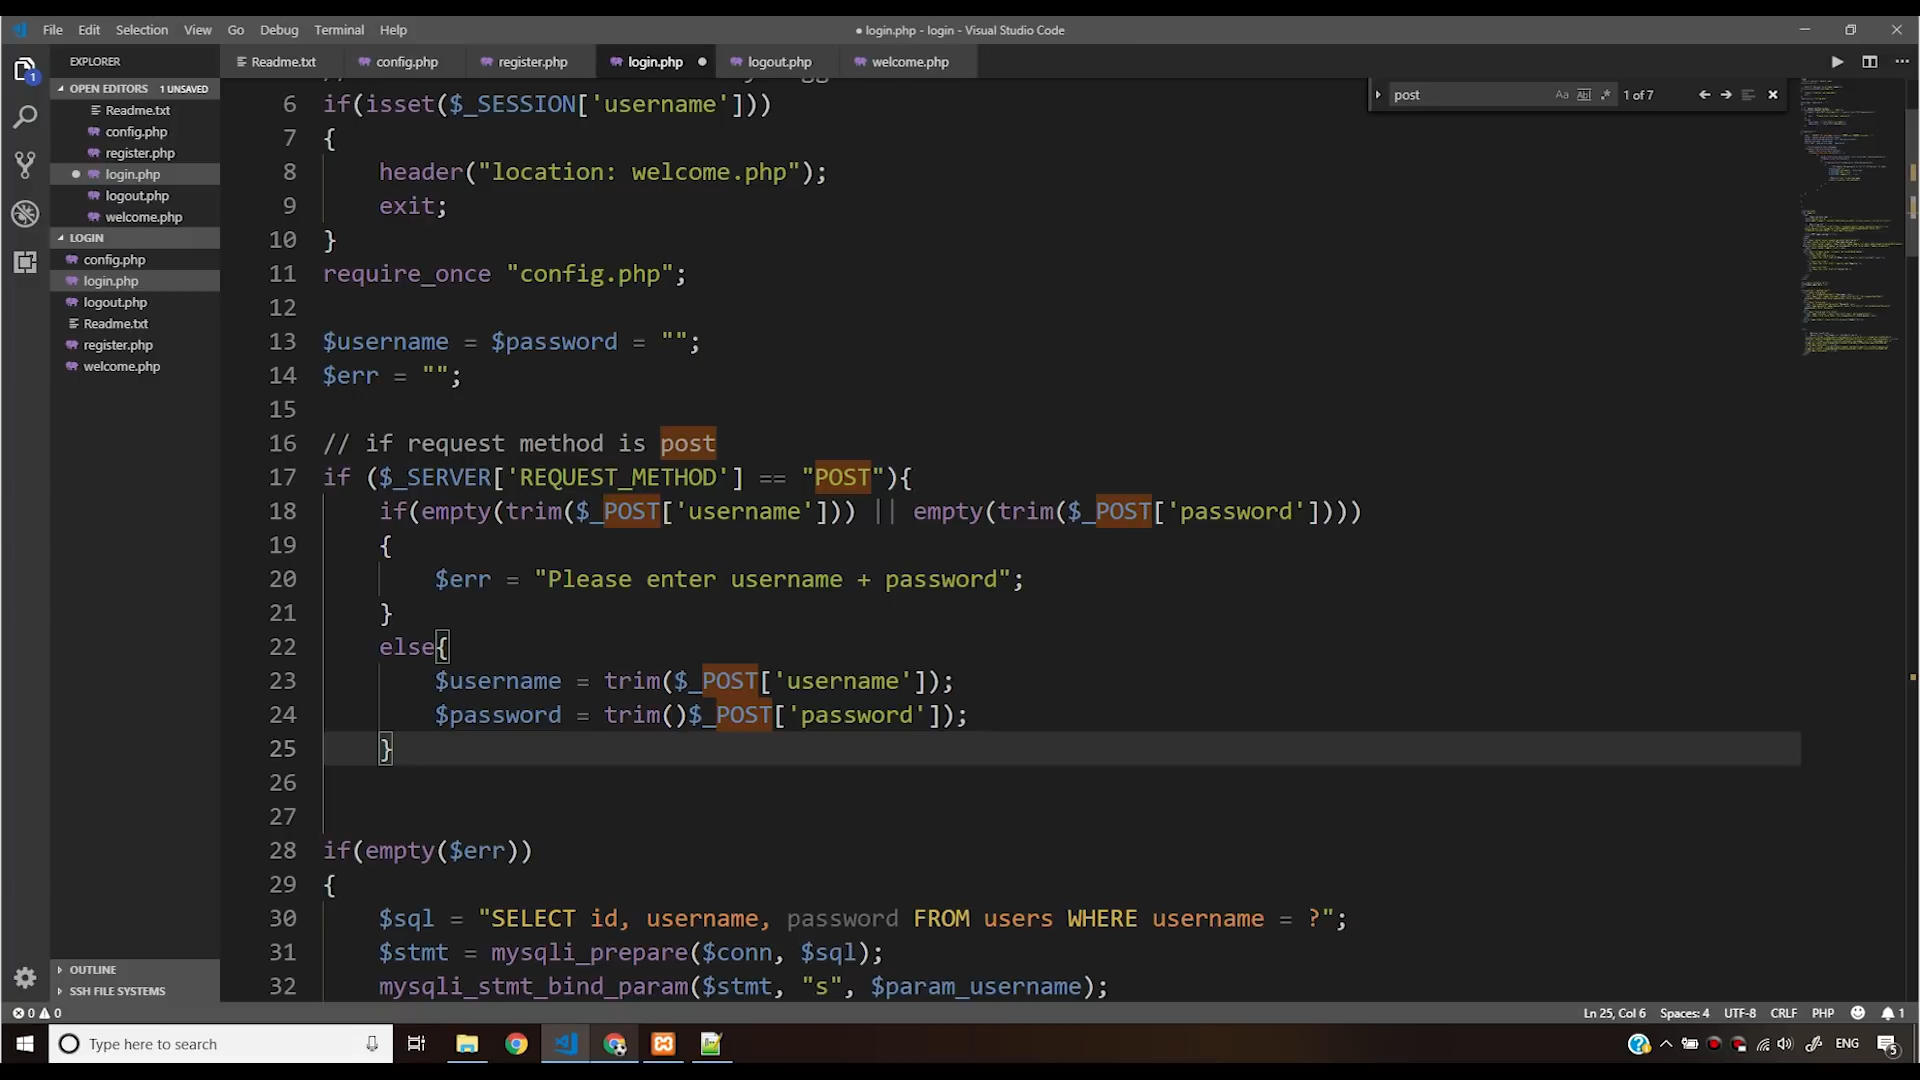 File Edit Selection View Go Debug Terminal Help
● login.php - login - Visual Studio Code
EXPLORER
Readme.txt
config.php
register.php
login.php
logout.php
welcome.php
OPEN EDITORS 1 UNSAVED
Readme.txt
config.php
register.php
login.php
logout.php
welcome.php
LOGIN
config.php
login.php
logout.php
Readme.txt
register.php
welcome.php
OUTLINE
SSH FILE SYSTEMS
post Aa Abl .* 1 of 7
6 if(isset($_SESSION['username']))
7 {
8 header("location: welcome.php");
9 exit;
10 }
11 require_once "config.php";
12
13 $username = $password = "";
14 $err = "";
15
16 // if request method is post
17 if ($_SERVER['REQUEST_METHOD'] == "POST"){
18 if(empty(trim($_POST['username'])) || empty(trim($_POST['password'])))
19 {
20 $err = "Please enter username + password";
21 }
22 else{
23 $username = trim($_POST['username']);
24 $password = trim()$_POST['password']);
25 }
26
27
28 if(empty($err))
29 {
30 $sql = "SELECT id, username, password FROM users WHERE username = ?";
31 $stmt = mysqli_prepare($conn, $sql);
32 mysqli_stmt_bind_param($stmt, "s", $param_username);
0 0
Ln 25, Col 6 Spaces: 4 UTF-8 CRLF PHP 1
Type here to search
ENG
5